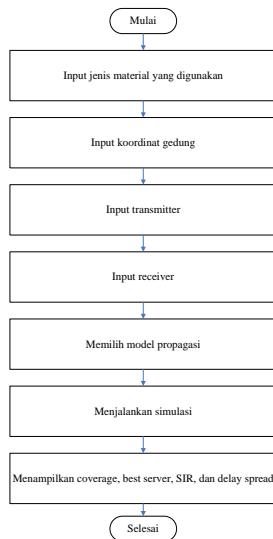 Mulai
Input jenis material yang digunakan
Input koordinat gedung
Input transmitter
Input receiver
Memilih model propagasi
Menjalankan simulasi
Menampilkan coverage, best server, SIR, dan delay spread
Selesai